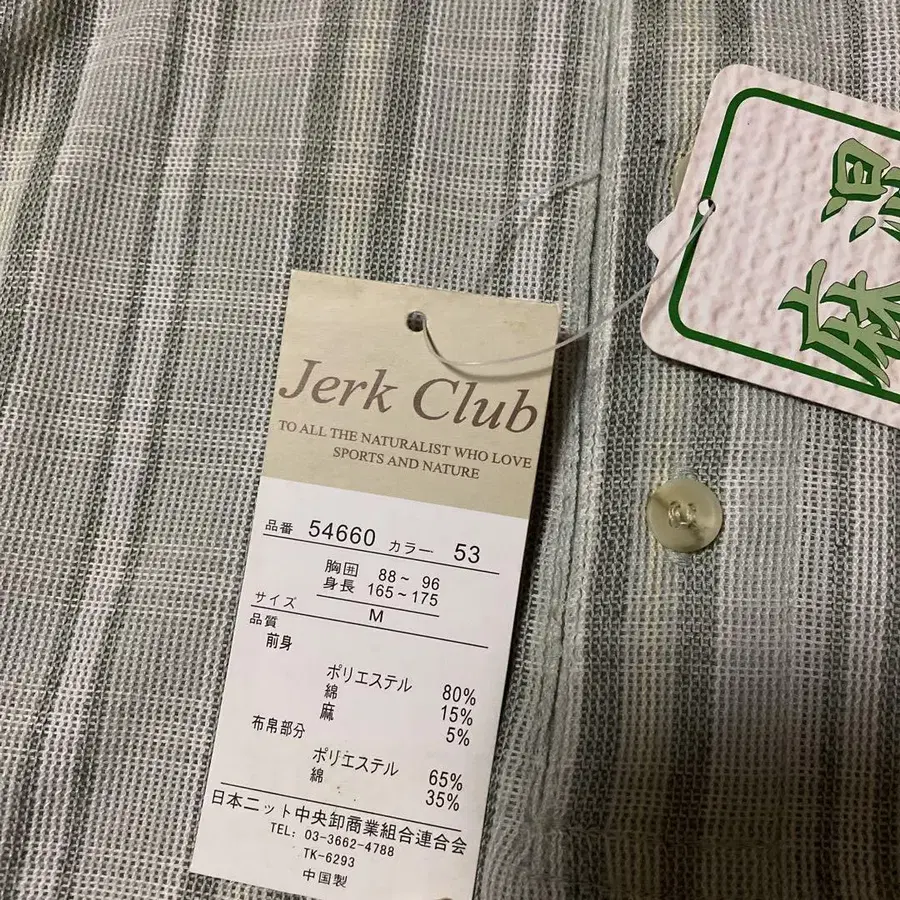 Jerk Club
TO ALL THE NATURALIST WHO LOVE
SPORTS AND NATURE
品番 54660 カラー 53
胸囲 88～ 96
身長 165～175
サイズ M
品質
前身
ポリエステル 80%
綿 15%
麻 5%
布帛部分
ポリエステル 65%
綿 35%
日本ニット中央卸商業組合連合会
TEL: 03-3662-4788
TK-6293
中国製
麻混